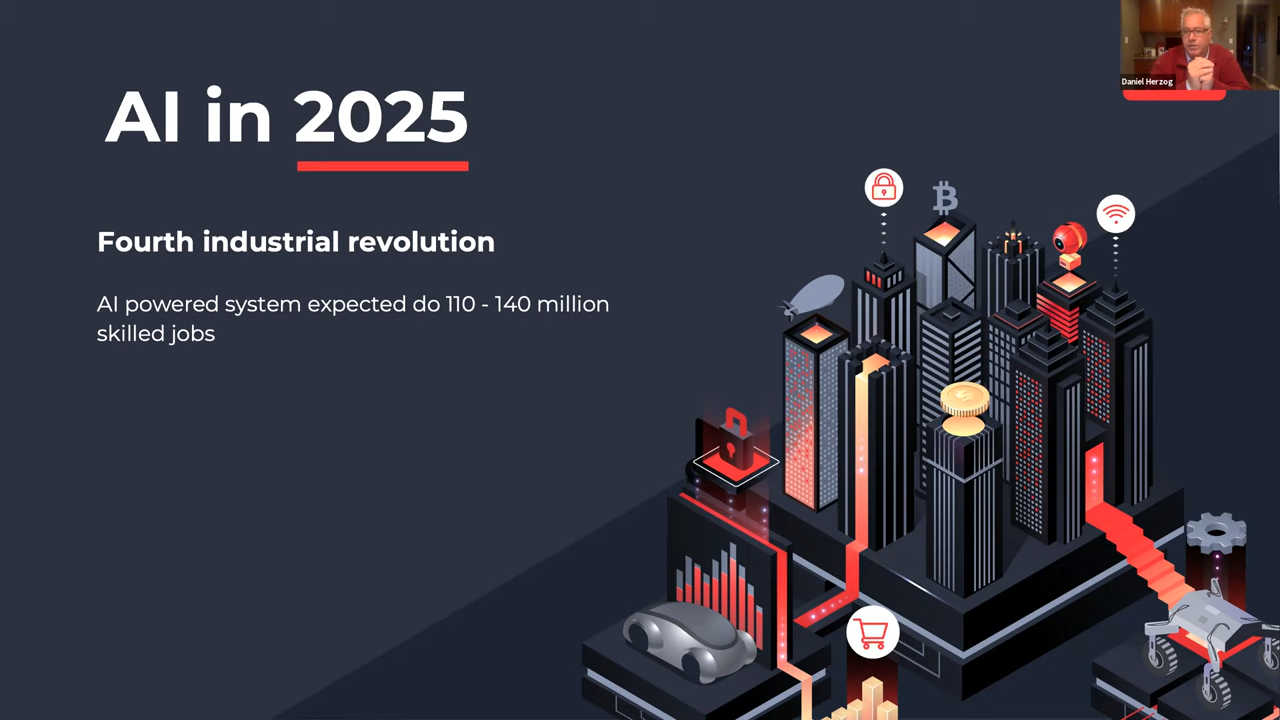 AI in 2025
Fourth industrial revolution
AI powered system expected do 110 - 140 million
skilled jobs
Daniel Herzog